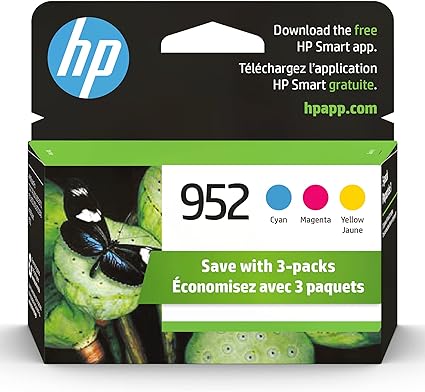 hp
Download the free
HP Smart app.
Téléchargez l'application
HP Smart gratuite.
hpapp.com
952
Cyan
Magenta
Yellow
Jaune
Save with 3-packs
Économisez avec 3 paquets